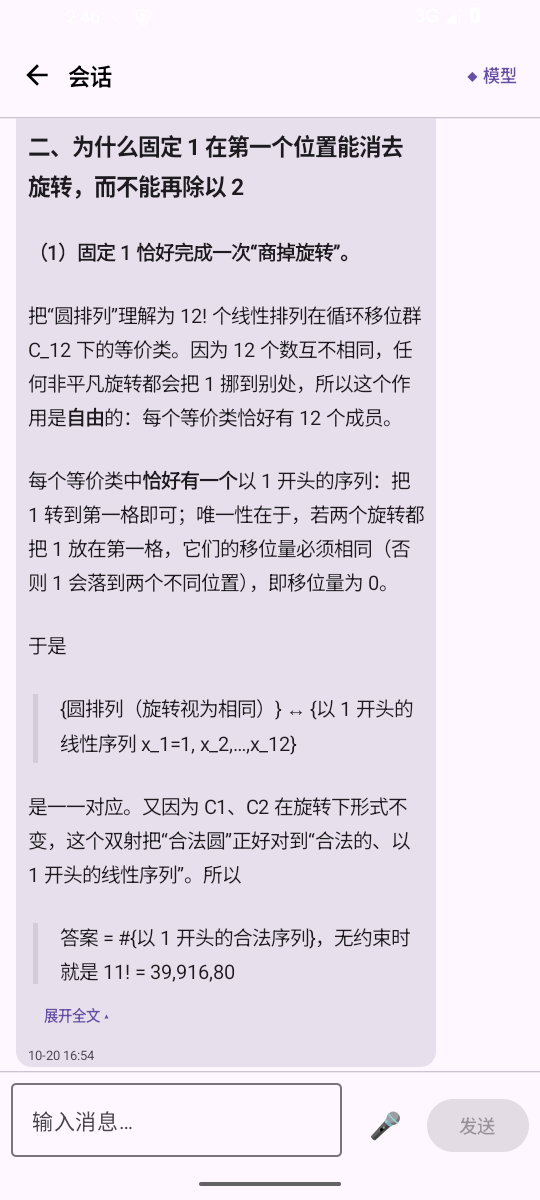 2:46
3G
会话
◆ 模型
二、为什么固定 1 在第一个位置能消去
旋转，而不能再除以 2
（1）固定 1 恰好完成一次“商掉旋转”。
把“圆排列”理解为 12! 个线性排列在循环移位群
C_12 下的等价类。因为 12 个数互不相同，任
何非平凡旋转都会把 1 挪到别处，所以这个作
用是自由的：每个等价类恰好有 12 个成员。
每个等价类中恰好有一个以 1 开头的序列：把
1 转到第一格即可；唯一性在于，若两个旋转都
把 1 放在第一格，它们的移位量必须相同（否
则 1 会落到两个不同位置），即移位量为 0。
于是
{圆排列（旋转视为相同）} ↔ {以 1 开头的
线性序列 x_1=1, x_2,…,x_12}
是一一对应。又因为 C1、C2 在旋转下形式不
变，这个双射把“合法圆”正好对到“合法的、以
1 开头的线性序列”。所以
答案 = #{以 1 开头的合法序列}，无约束时
就是 11! = 39,916,80
展开全文
10-20 16:54
输入消息...
发送